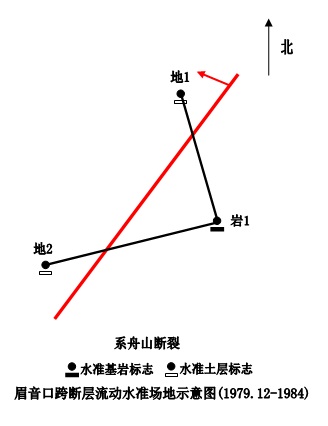 北
地1
岩1
地2
系舟山断裂
水准基岩标志 水准土层标志
眉音口跨断层流动水准场地示意图(1979.12-1984)